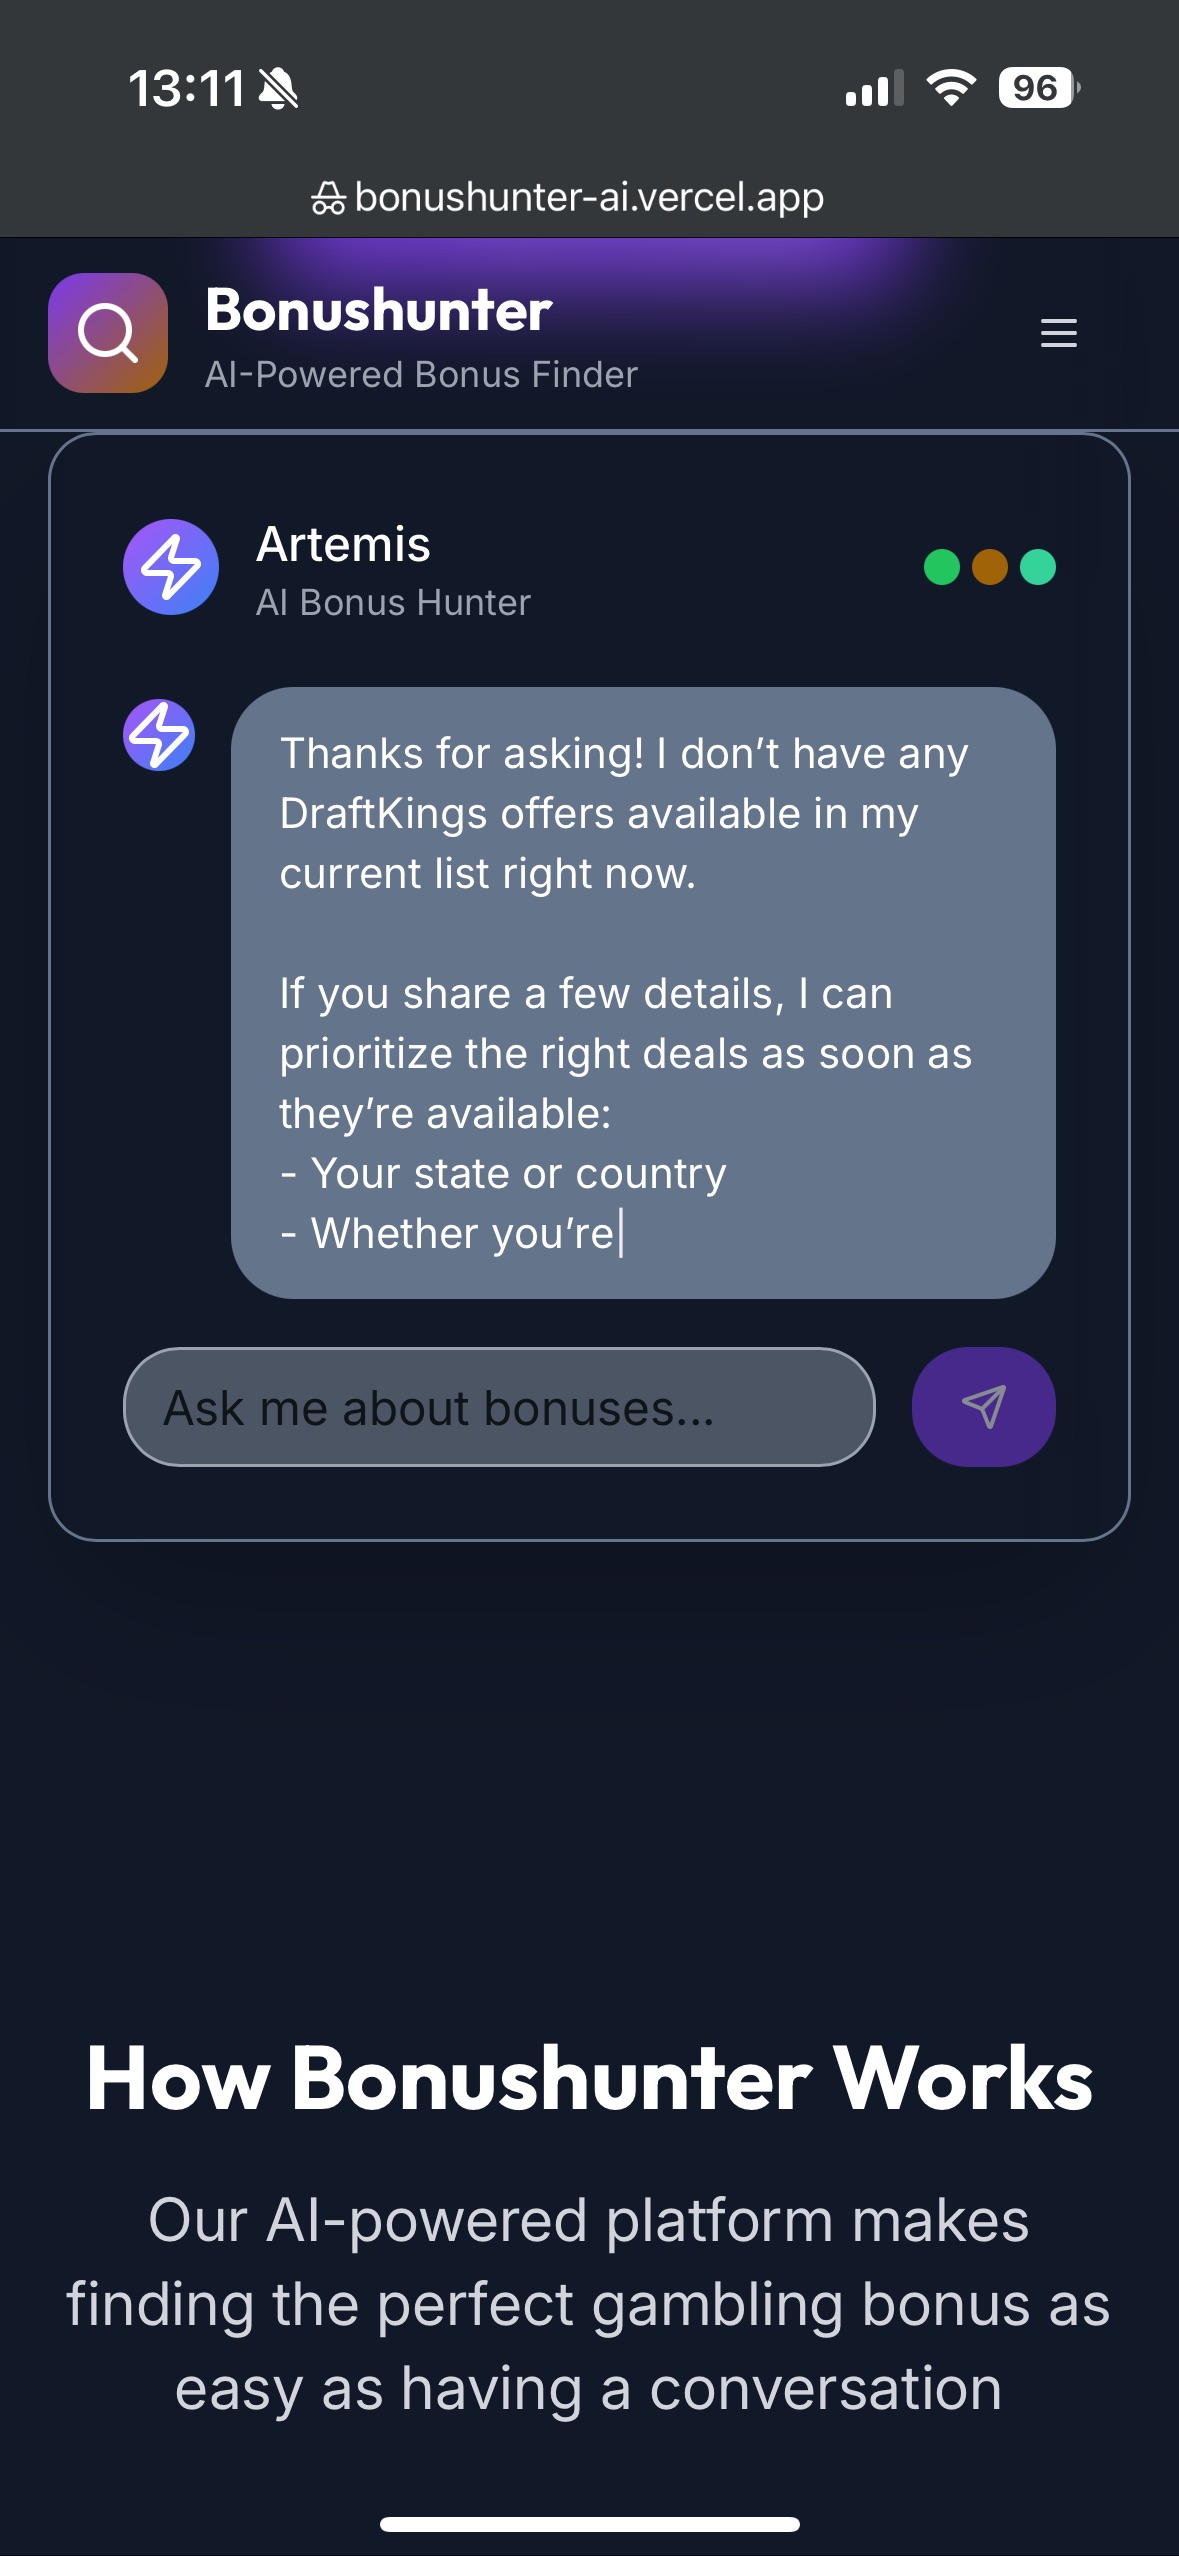 13:11
96
bonushunter-ai.vercel.app
Bonushunter
AI-Powered Bonus Finder
Artemis
AI Bonus Hunter
Thanks for asking! I don’t have any
DraftKings offers available in my
current list right now.
If you share a few details, I can
prioritize the right deals as soon as
they’re available:
- Your state or country
- Whether you’re
Ask me about bonuses...
How Bonushunter Works
Our AI-powered platform makes
finding the perfect gambling bonus as
easy as having a conversation